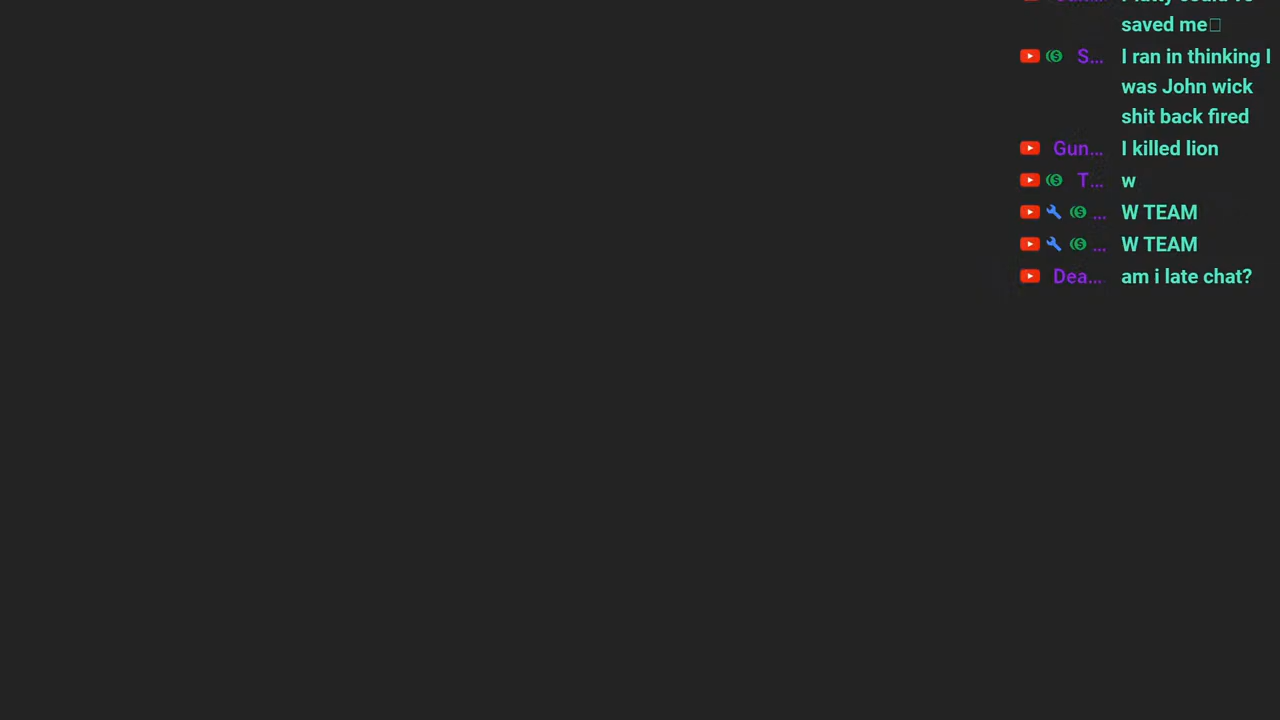 saved me
S... I ran in thinking I
was John wick
shit back fired
Gun... I killed lion
T... w
... W TEAM
... W TEAM
Dea... am i late chat?